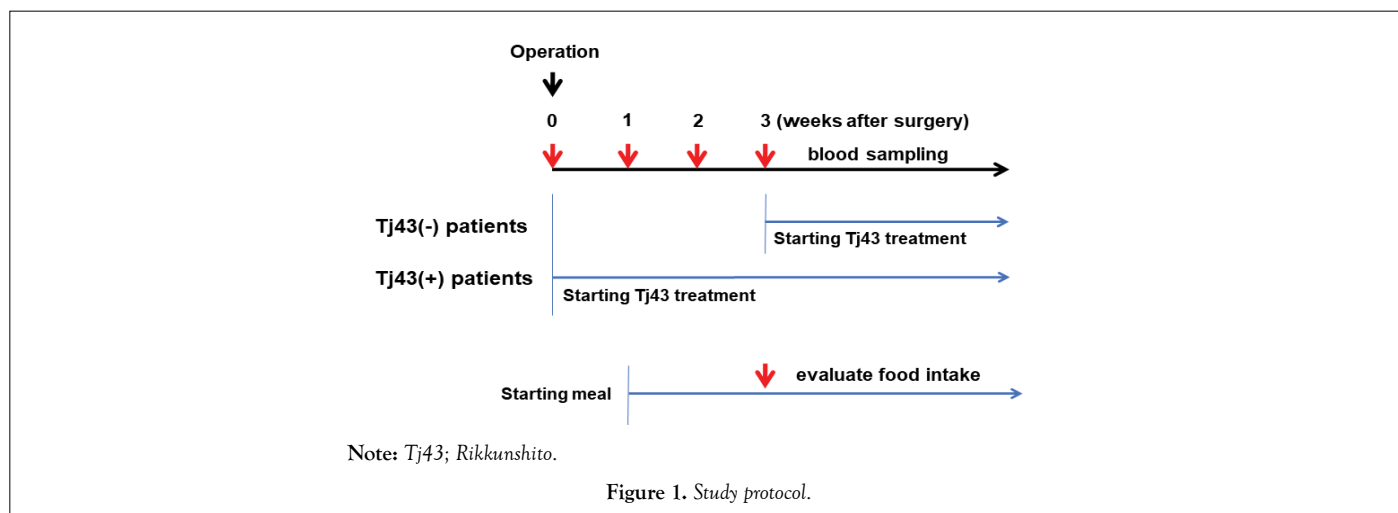 Operation
0 1 2 3 (weeks after surgery)
blood sampling
Tj43(-) patients
Starting Tj43 treatment
Tj43(+) patients
Starting Tj43 treatment
evaluate food intake
Starting meal
Note: Tj43; Rikkunshito.
Figure 1. Study protocol.